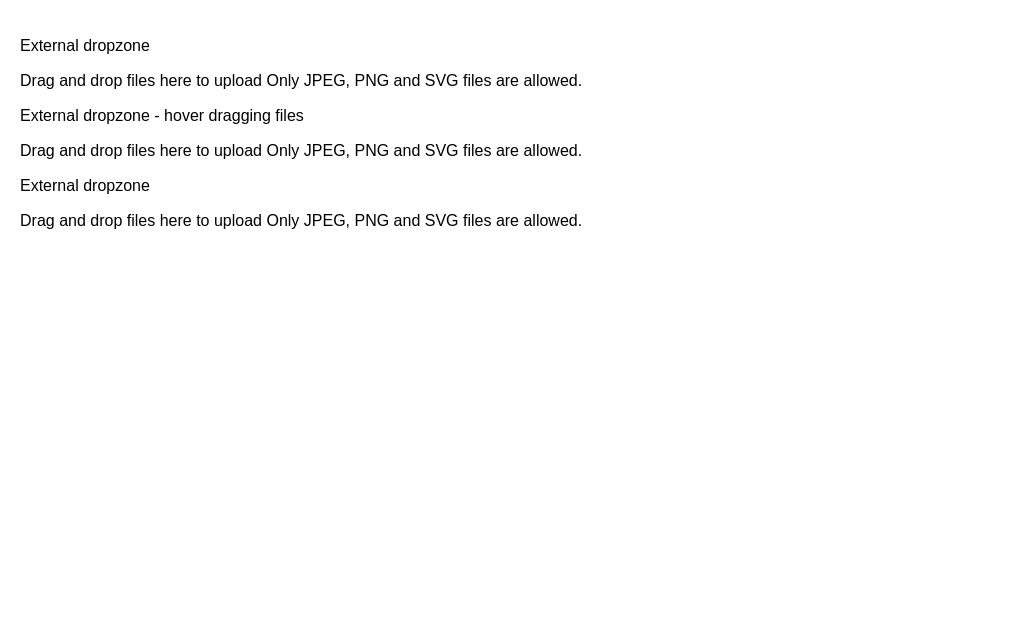 External dropzone
Drag and drop files here to upload Only JPEG, PNG and SVG files are allowed.
External dropzone - hover dragging files
Drag and drop files here to upload Only JPEG, PNG and SVG files are allowed.
External dropzone
Drag and drop files here to upload Only JPEG, PNG and SVG files are allowed.